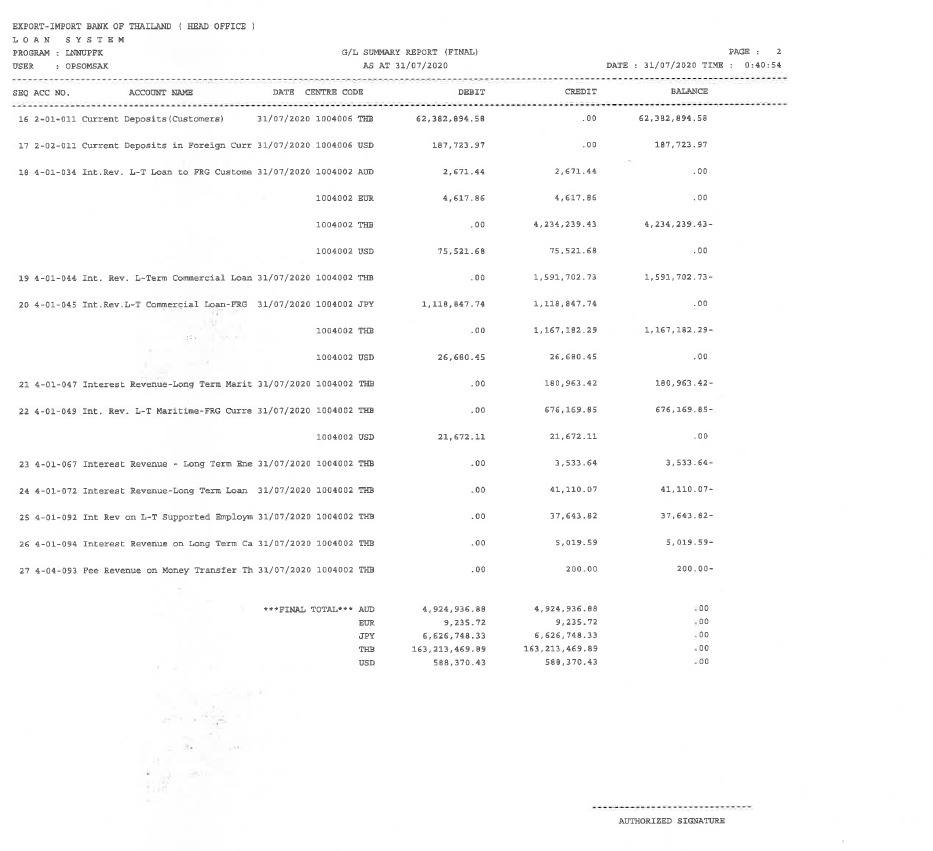 EXPORT-IMPORT BANK OF THAILAND ( HEAD OFFICE )
L O A N   S Y S T E M
PROGRAM : LNNUPFK G/L SUMMARY REPORT (FINAL) PAGE : 2
USER : OPSOMSAK AS AT 31/07/2020 DATE : 31/07/2020 TIME : 0:40:54
SEQ ACC NO. ACCOUNT NAME DATE CENTRE CODE DEBIT CREDIT BALANCE
16 2-01-011 Current Deposits(Customers) 31/07/2020 1004006 THB 62,382,894.58 .00 62,382,894.58
17 2-02-011 Current Deposits in Foreign Curr 31/07/2020 1004006 USD 187,723.97 .00 187,723.97
18 4-01-034 Int.Rev. L-T Loan to FRG Custome 31/07/2020 1004002 AUD 2,671.44 2,671.44 .00
1004002 EUR 4,617.86 4,617.86 .00
1004002 THB .00 4,234,239.43 4,234,239.43-
1004002 USD 75,521.68 75,521.68 .00
19 4-01-044 Int. Rev. L-Term Commercial Loan 31/07/2020 1004002 THB .00 1,591,702.73 1,591,702.73-
20 4-01-045 Int.Rev.L-T Commercial Loan-FRG 31/07/2020 1004002 JPY 1,118,847.74 1,118,847.74 .00
1004002 THB .00 1,167,182.29 1,167,182.29-
1004002 USD 26,680.45 26,680.45 .00
21 4-01-047 Interest Revenue-Long Term Marit 31/07/2020 1004002 THB .00 180,963.42 180,963.42-
22 4-01-049 Int. Rev. L-T Maritime-FRG Curre 31/07/2020 1004002 THB .00 676,169.85 676,169.85-
1004002 USD 21,672.11 21,672.11 .00
23 4-01-067 Interest Revenue - Long Term Ene 31/07/2020 1004002 THB .00 3,533.64 3,533.64-
24 4-01-072 Interest Revenue-Long Term Loan 31/07/2020 1004002 THB .00 41,110.07 41,110.07-
25 4-01-092 Int Rev on L-T Supported Employm 31/07/2020 1004002 THB .00 37,643.82 37,643.82-
26 4-01-094 Interest Revenue on Long Term Ca 31/07/2020 1004002 THB .00 5,019.59 5,019.59-
27 4-04-093 Fee Revenue on Money Transfer Th 31/07/2020 1004002 THB .00 200.00 200.00-
***FINAL TOTAL*** AUD 4,924,936.88 4,924,936.88 .00
EUR 9,235.72 9,235.72 .00
JPY 6,626,748.33 6,626,748.33 .00
THB 163,213,469.89 163,213,469.89 .00
USD 588,370.43 588,370.43 .00
AUTHORIZED SIGNATURE